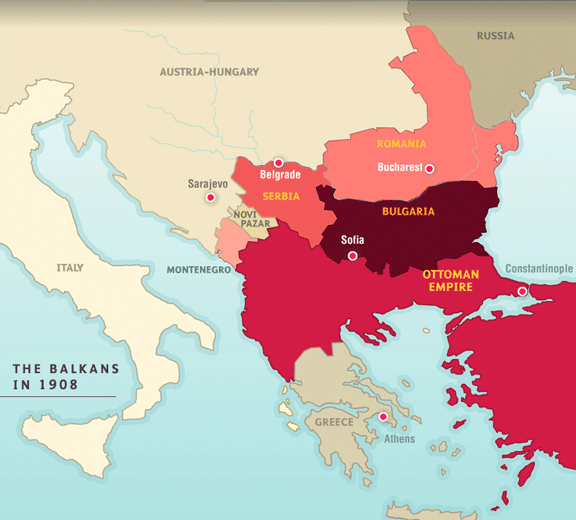 RUSSIA
AUSTRIA-HUNGARY
ROMANIA
Bucharest
Belgrade
Sarajevo
SERBIA
BULGARIA
NOVI
PAZAR
Sofia
ITALY
MONTENEGRO
OTTOMAN
EMPIRE
Constantinople
THE BALKANS
IN 1908
GREECE
Athens